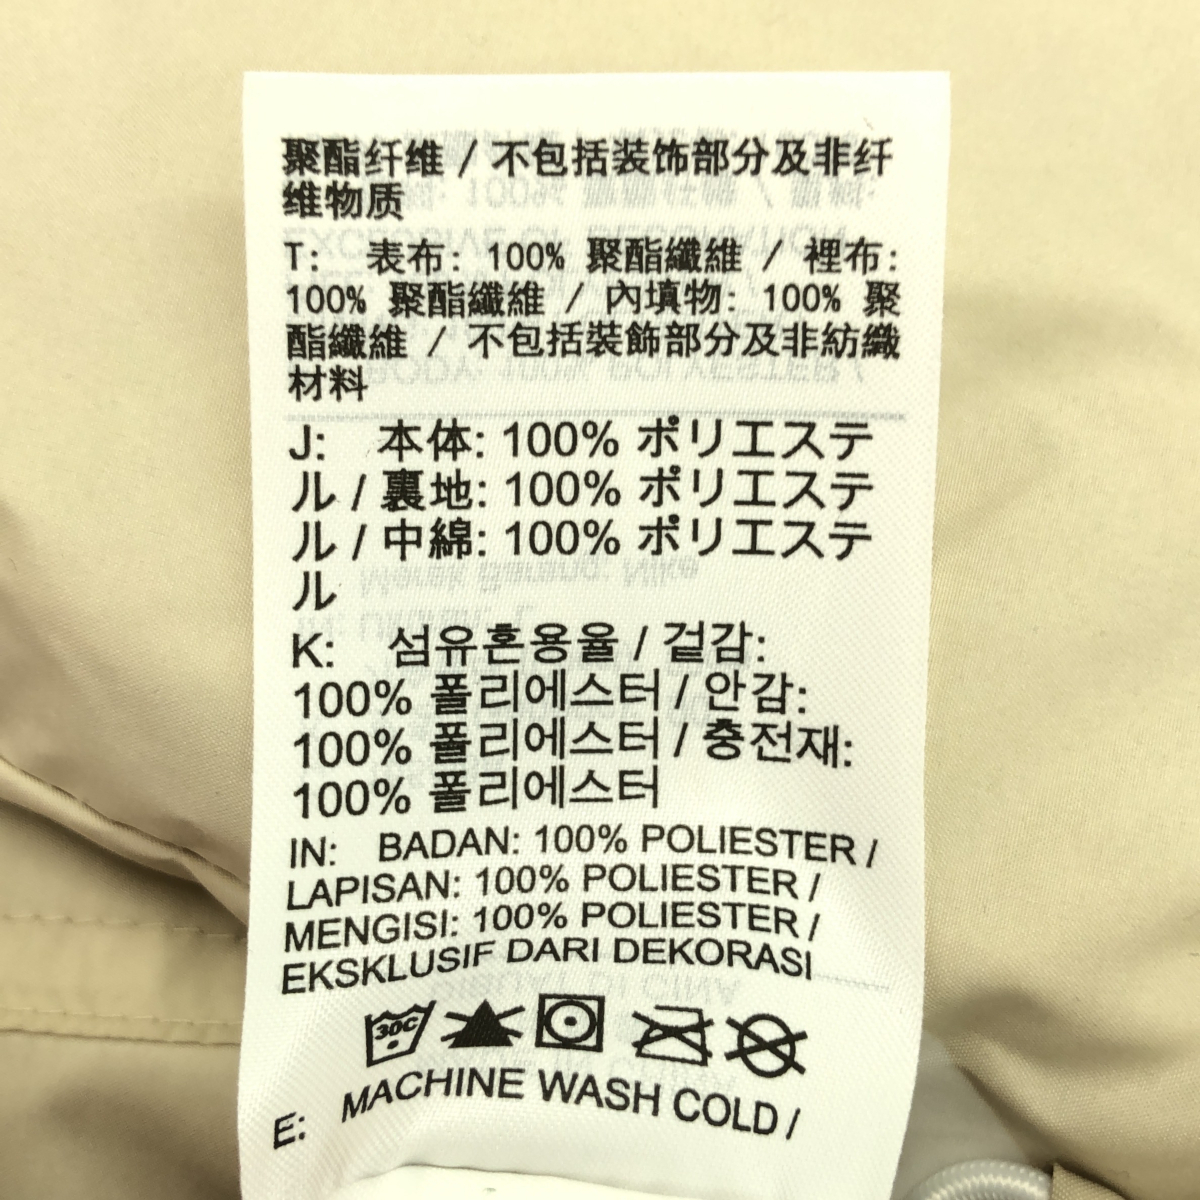 聚酯纤维 / 不包括装饰部分及非纤
维物质
T: 表布: 100% 聚酯纖維 / 裡布:
100% 聚酯纖維 / 內填物: 100% 聚
酯纖維 / 不包括裝飾部分及非紡織
材料
J: 本体: 100% ポリエステ
ル / 裏地: 100% ポリエステ
ル / 中綿: 100% ポリエステ
ル
K: 섬유혼용율 / 겉감:
100% 폴리에스터 / 안감:
100% 폴리에스터 / 충전재:
100% 폴리에스터
IN: BADAN: 100% POLIESTER /
LAPISAN: 100% POLIESTER /
MENGISI: 100% POLIESTER /
EKSKLUSIF DARI DEKORASI
30C
E: MACHINE WASH COLD /